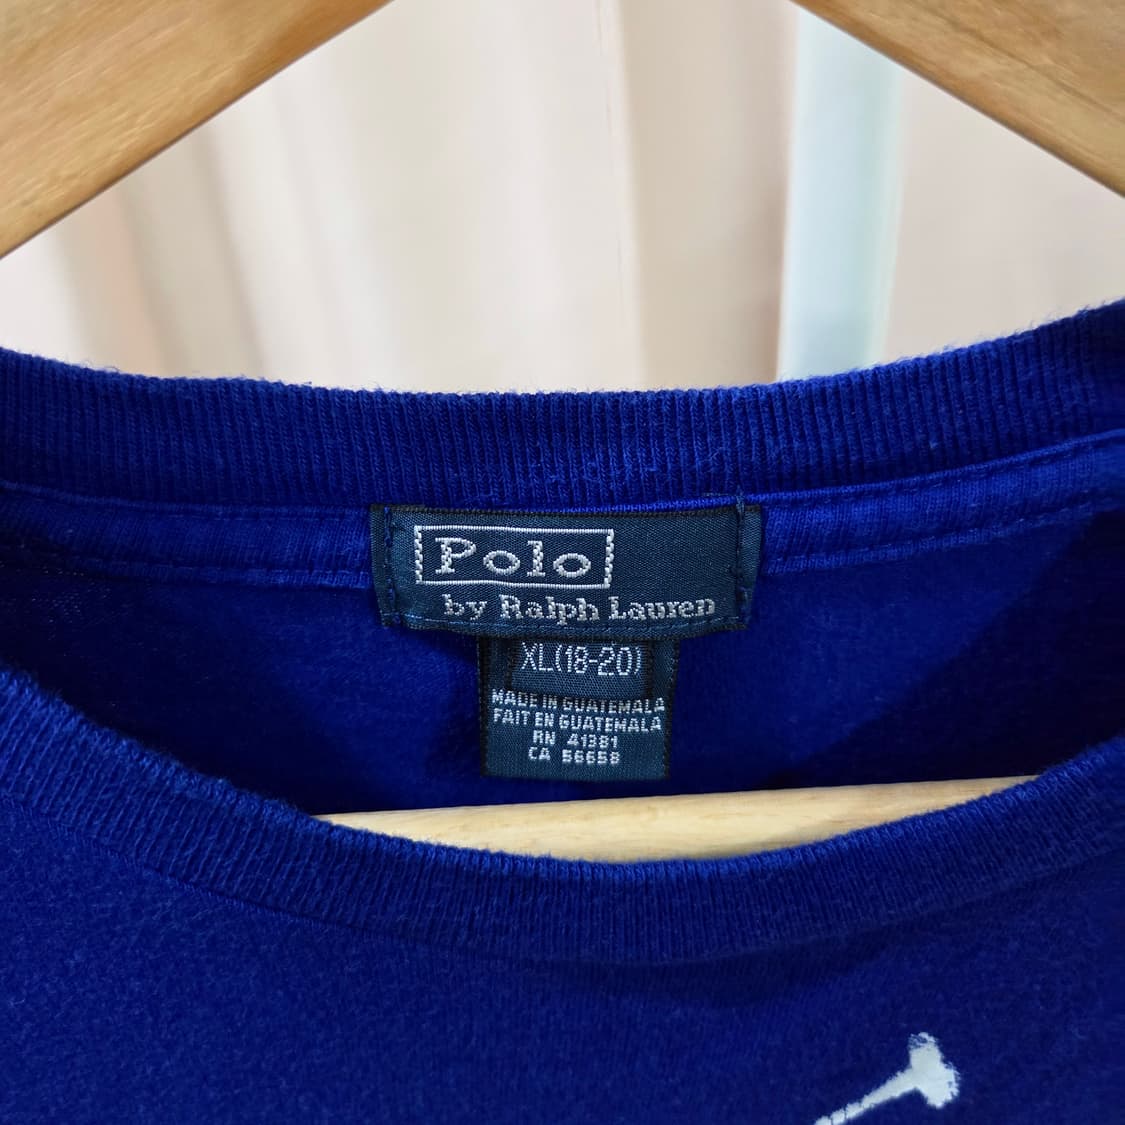 Polo
by Ralph Lauren
XL(18-20)
MADE IN GUATEMALA
FAIT EN GUATEMALA
RN 41381
CA 56658